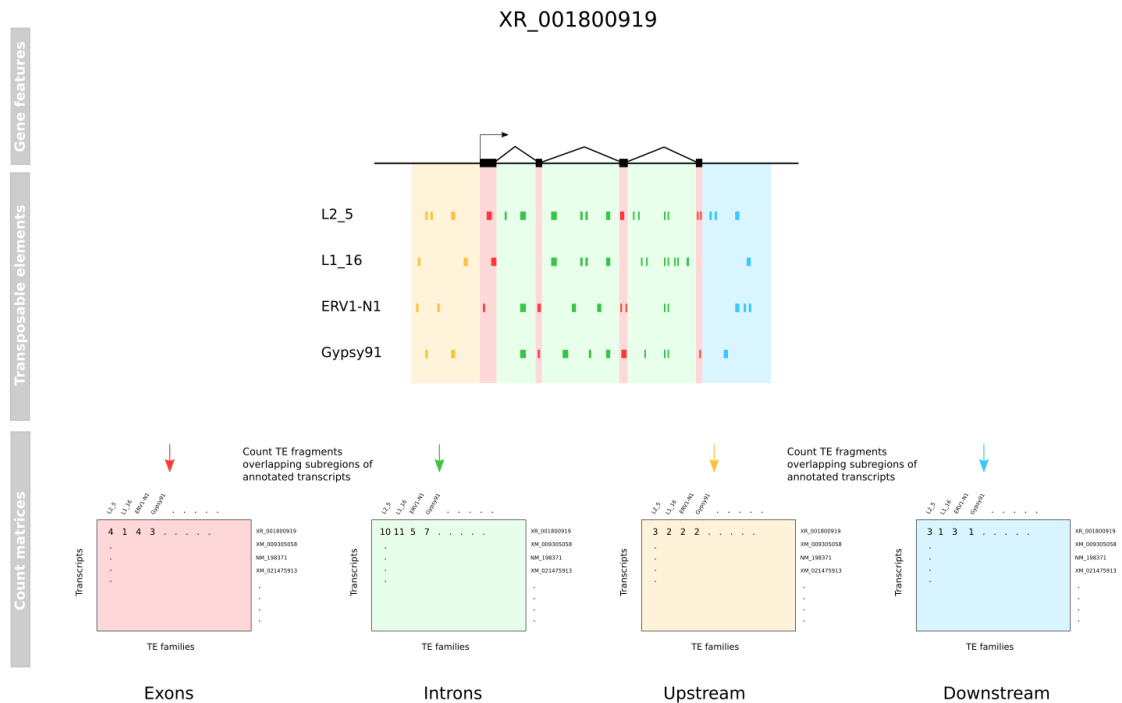 XR_001800919
Gene features
Transposable elements
L2_5
L1_16
ERV1-N1
Gypsy91
Count matrices
Count TE fragments
overlapping subregions of
annotated transcripts
Count TE fragments
overlapping subregions of
annotated transcripts
L2_5 L1_16 ERV1-N1 Gypsy91 . . . . .
4 1 4 3 . . . . .
XR_001800919
XM_009305058
NM_198371
XM_021475913
Transcripts
TE families
Exons
L2_5 L1_16 ERV1-N1 Gypsy91 . . . . .
10 11 5 7 . . . . .
XR_001800919
XM_009305058
NM_198371
XM_021475913
Transcripts
TE families
Introns
L2_5 L1_16 ERV1-N1 Gypsy91 . . . . .
3 2 2 2 . . . . .
XR_001800919
XM_009305058
NM_198371
XM_021475913
Transcripts
TE families
Upstream
L2_5 L1_16 ERV1-N1 Gypsy91 . . . . .
3 1 3 1 . . . . .
XR_001800919
XM_009305058
NM_198371
XM_021475913
Transcripts
TE families
Downstream